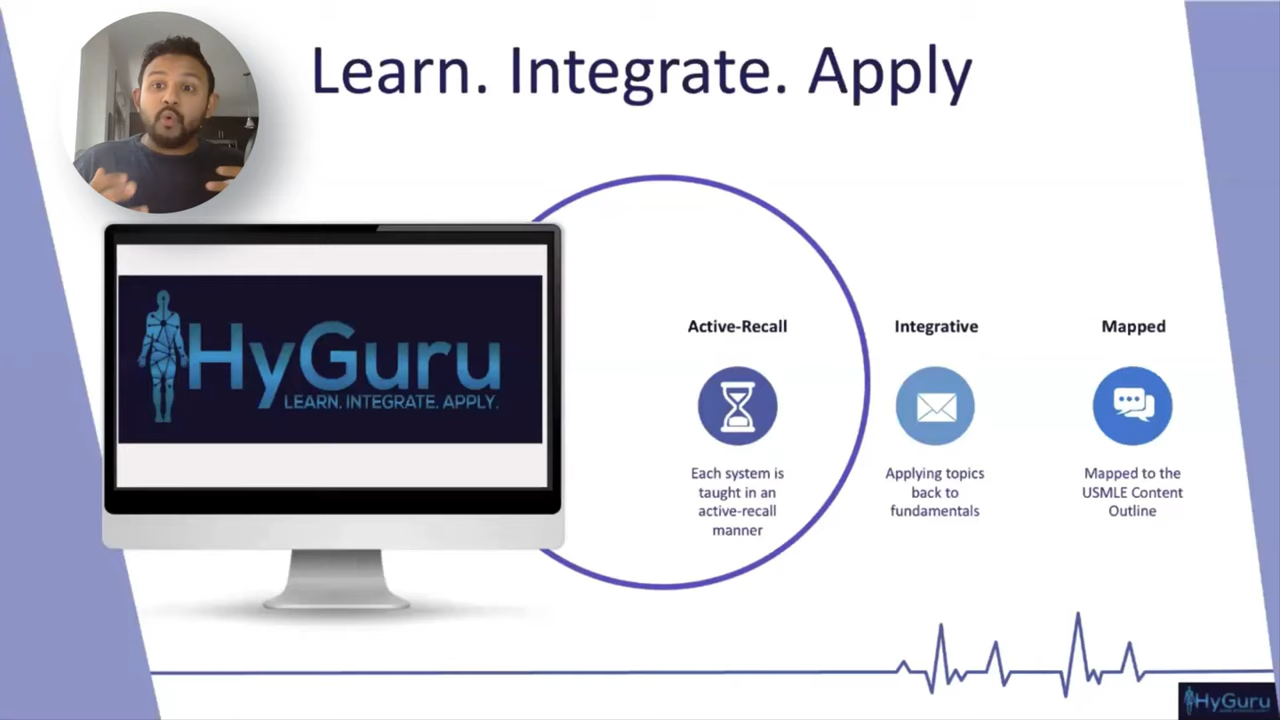 Learn. Integrate. Apply
HyGuru
LEARN. INTEGRATE. APPLY.
Active-Recall
Each system is
taught in an
active-recall
manner
Integrative
Applying topics
back to
fundamentals
Mapped
Mapped to the
USMLE Content
Outline
HyGuru